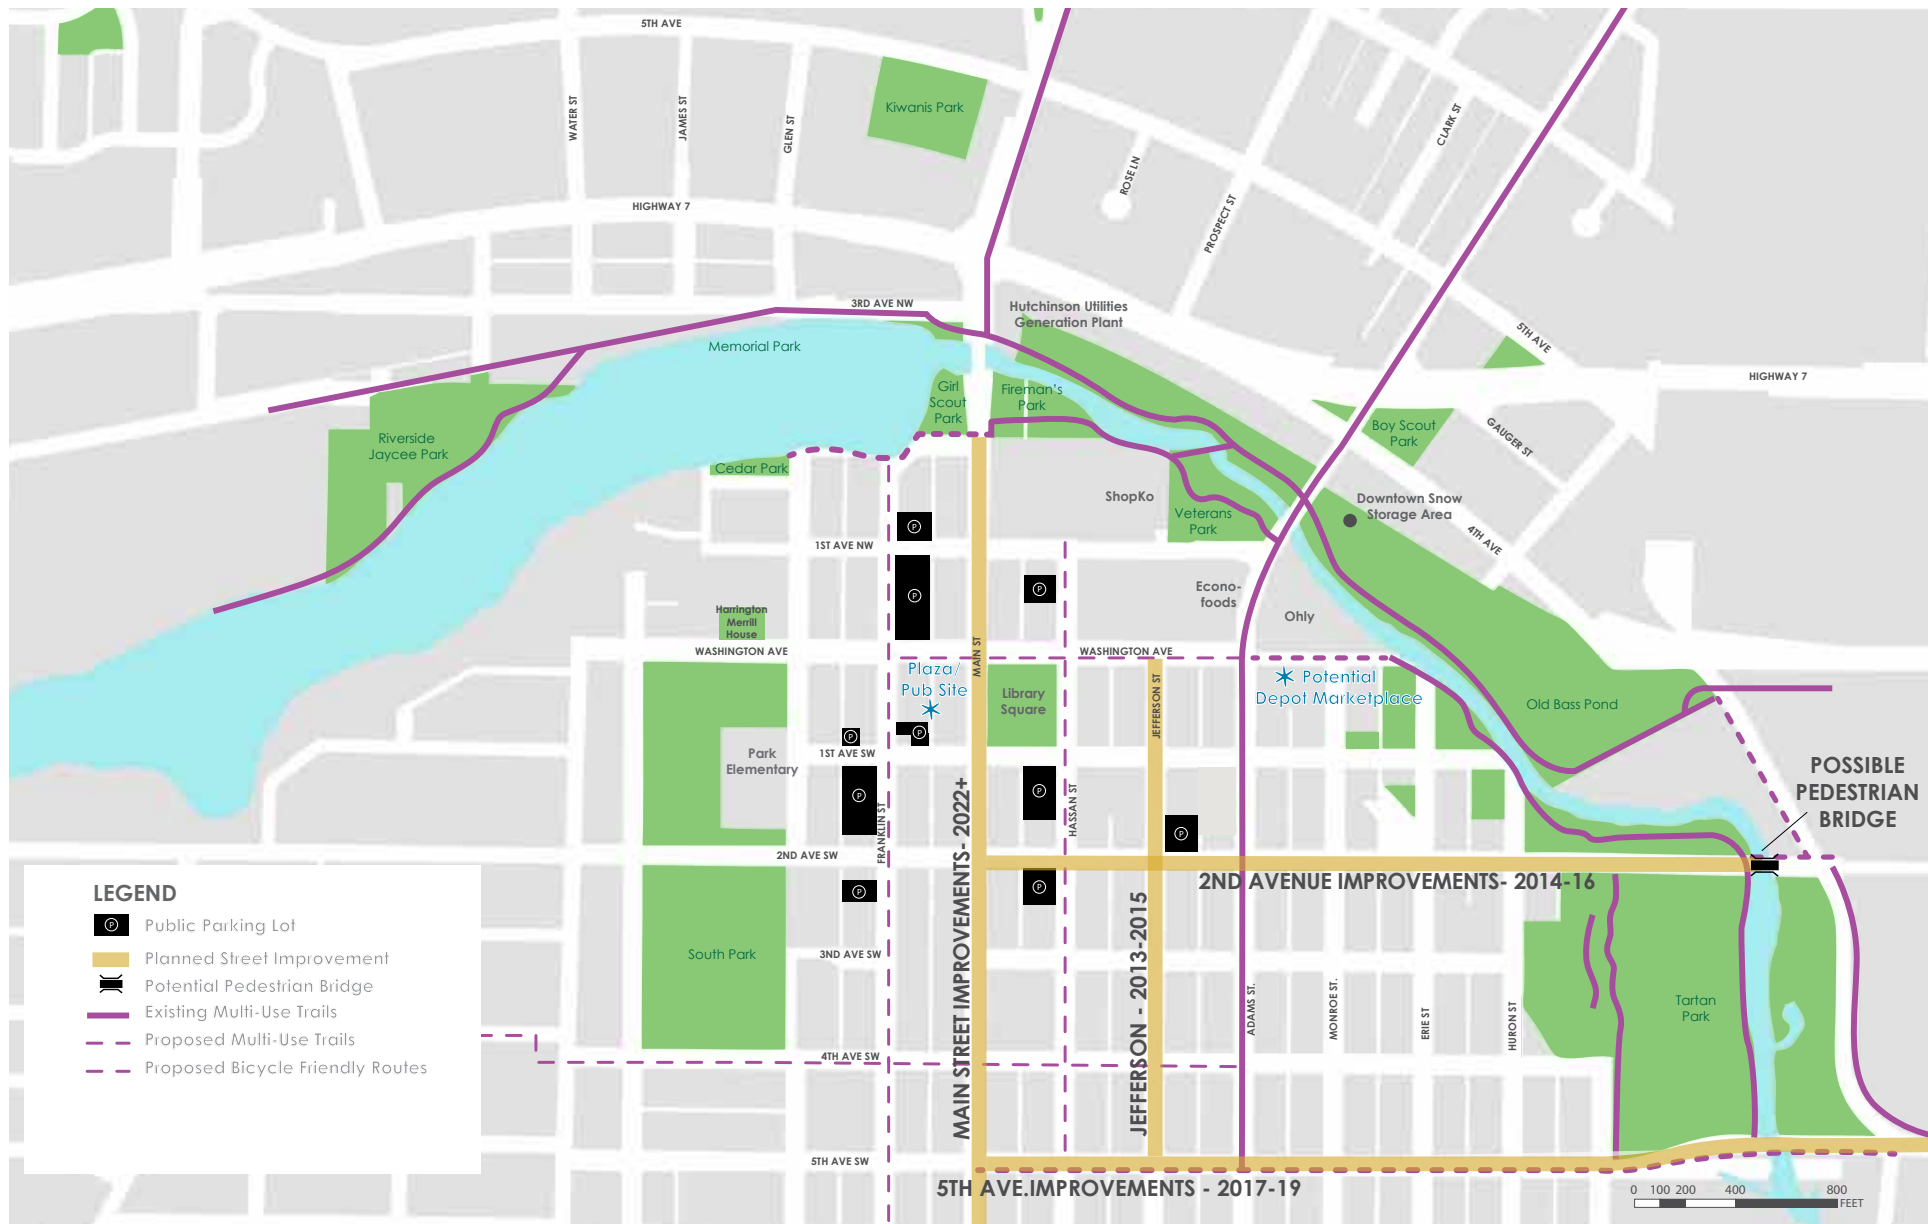 5TH AVE
Kiwanis Park
WATER ST
JAMES ST
GLEN ST
CLARK ST
ROSE LN
PROSPECT ST
HIGHWAY 7
3RD AVE NW
Hutchinson Utilities
Generation Plant
Memorial Park
5TH AVE
HIGHWAY 7
Girl
Scout
Park
Fireman's
Park
Riverside
Jaycee Park
Boy Scout
Park
GAUGER ST
Cedar Park
ShopKo
Veterans
Park
Downtown Snow
Storage Area
4TH AVE
P
1ST AVE NW
P
P
Econo-
foods
Ohly
Harrington
Merrill
House
WASHINGTON AVE
MAIN ST
WASHINGTON AVE
Plaza/
Pub Site
Library
Square
JEFFERSON ST
Potential
Depot Marketplace
Old Bass Pond
P
P
Park
Elementary
1ST AVE SW
P
P
FRANKLIN ST
HASSAN ST
P
POSSIBLE
PEDESTRIAN
BRIDGE
2ND AVE SW
P
P
2ND AVENUE IMPROVEMENTS- 2014-16
MAIN STREET IMPROVEMENTS- 2022+
JEFFERSON - 2013-2015
South Park
3RD AVE SW
ADAMS ST.
MONROE ST.
ERIE ST
HURON ST
Tartan
Park
4TH AVE SW
5TH AVE SW
5TH AVE.IMPROVEMENTS - 2017-19
LEGEND
P Public Parking Lot
Planned Street Improvement
Potential Pedestrian Bridge
Existing Multi-Use Trails
Proposed Multi-Use Trails
Proposed Bicycle Friendly Routes
0 100 200 400 800
FEET